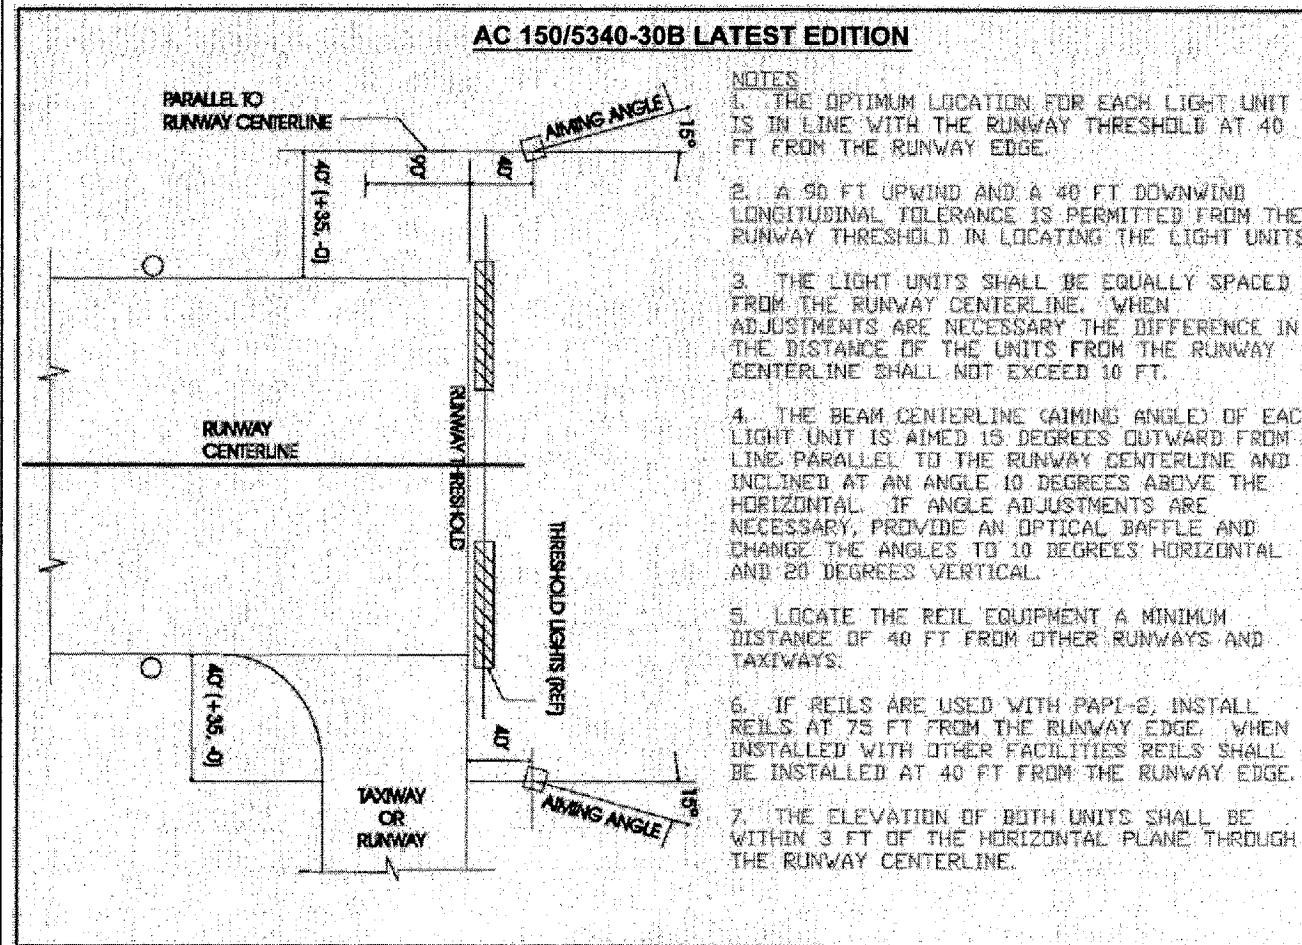 AC 150/5340-30B LATEST EDITION
PARALLEL TO
RUNWAY CENTERLINE
AIMING ANGLE
15°
90'
40'
40' (+35, -0)
RUNWAY
CENTERLINE
RUNWAY THRESHOLD
THRESHOLD LIGHTS (REF)
40' (+35, -0)
40'
AIMING ANGLE
15°
TAXIWAY
OR
RUNWAY
NOTES
1. THE OPTIMUM LOCATION FOR EACH LIGHT UNIT
IS IN LINE WITH THE RUNWAY THRESHOLD AT 40
FT FROM THE RUNWAY EDGE.
2. A 90 FT UPWIND AND A 40 FT DOWNWIND
LONGITUDINAL TOLERANCE IS PERMITTED FROM THE
RUNWAY THRESHOLD IN LOCATING THE LIGHT UNITS
3. THE LIGHT UNITS SHALL BE EQUALLY SPACED
FROM THE RUNWAY CENTERLINE. WHEN
ADJUSTMENTS ARE NECESSARY THE DIFFERENCE IN
THE DISTANCE OF THE UNITS FROM THE RUNWAY
CENTERLINE SHALL NOT EXCEED 10 FT.
4. THE BEAM CENTERLINE (AIMING ANGLE) OF EAC
LIGHT UNIT IS AIMED 15 DEGREES OUTWARD FROM
LINE PARALLEL TO THE RUNWAY CENTERLINE AND
INCLINED AT AN ANGLE 10 DEGREES ABOVE THE
HORIZONTAL. IF ANGLE ADJUSTMENTS ARE
NECESSARY, PROVIDE AN OPTICAL BAFFLE AND
CHANGE THE ANGLES TO 10 DEGREES HORIZONTAL
AND 20 DEGREES VERTICAL.
5. LOCATE THE REIL EQUIPMENT A MINIMUM
DISTANCE OF 40 FT FROM OTHER RUNWAYS AND
TAXIWAYS.
6. IF REILS ARE USED WITH PAPI-2, INSTALL
REILS AT 75 FT FROM THE RUNWAY EDGE. WHEN
INSTALLED WITH OTHER FACILITIES REILS SHALL
BE INSTALLED AT 40 FT FROM THE RUNWAY EDGE.
7. THE ELEVATION OF BOTH UNITS SHALL BE
WITHIN 3 FT OF THE HORIZONTAL PLANE THROUGH
THE RUNWAY CENTERLINE.